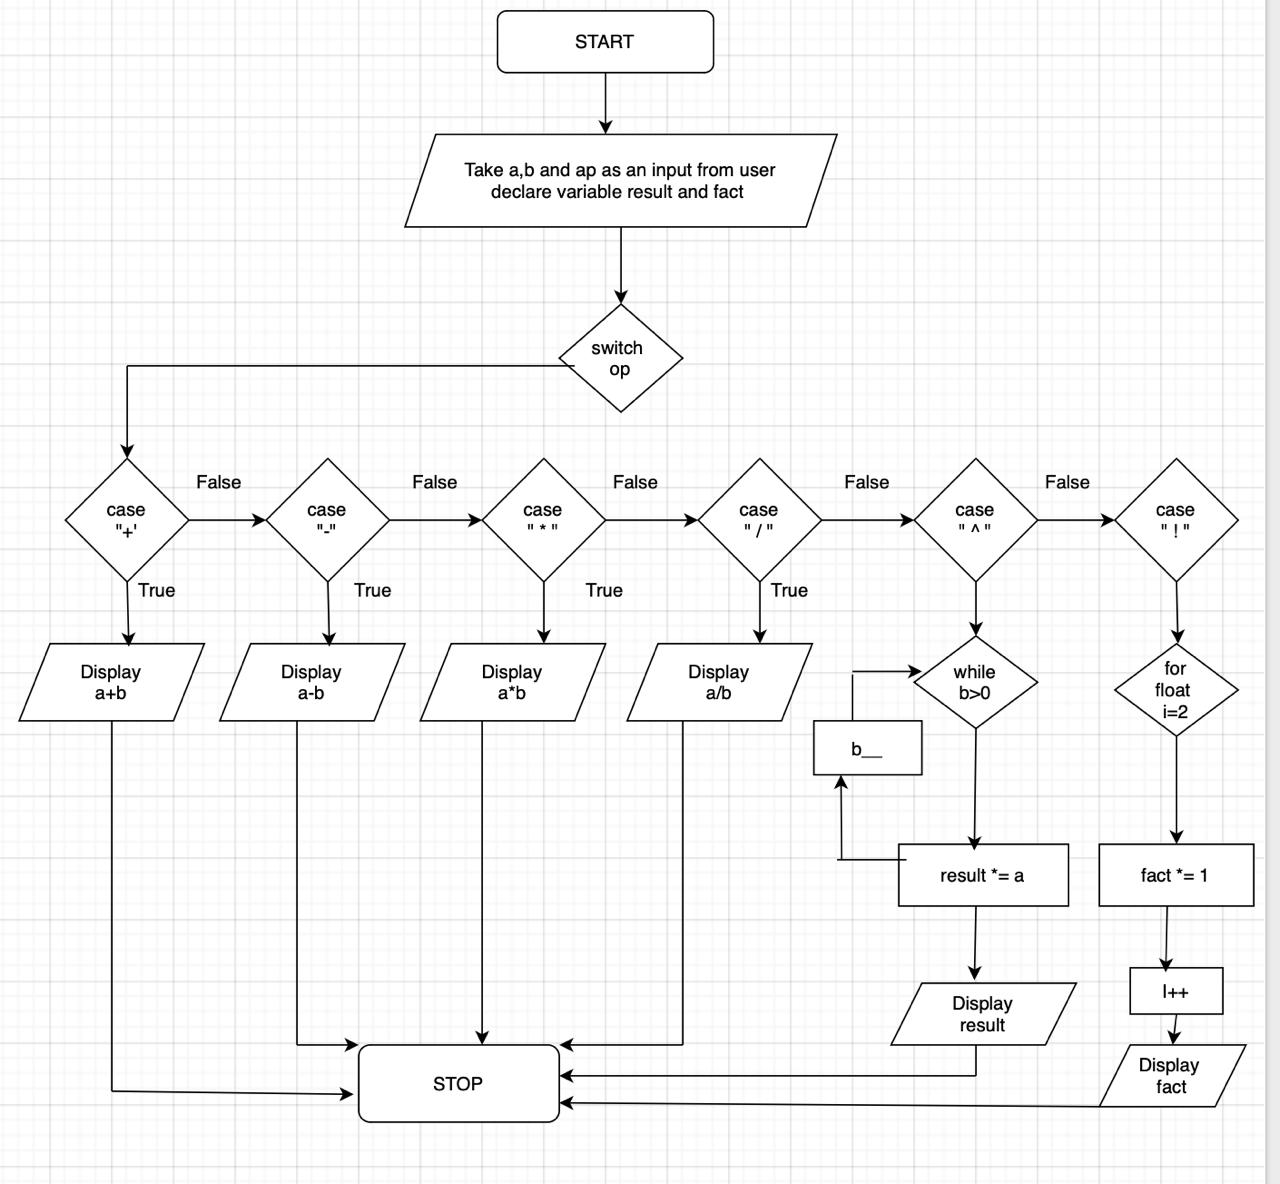 START
Take a,b and ap as an input from user
declare variable result and fact
switch
op
False
False
False
False
False
case
"+'
case
"-"
case
" * "
case
" / "
case
" ^ "
case
" ! "
True
True
True
True
Display
a+b
Display
a-b
Display
a*b
Display
a/b
while
b>0
for
float
i=2
b__
result *= a
fact *= 1
I++
Display
result
Display
fact
STOP